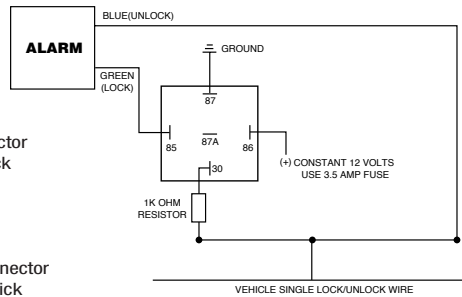 BLUE(UNLOCK)
ALARM
GROUND
GREEN
(LOCK)
87
87A
85
86
30
(+) CONSTANT 12 VOLTS
USE 3.5 AMP FUSE
1K OHM
RESISTOR
VEHICLE SINGLE LOCK/UNLOCK WIRE